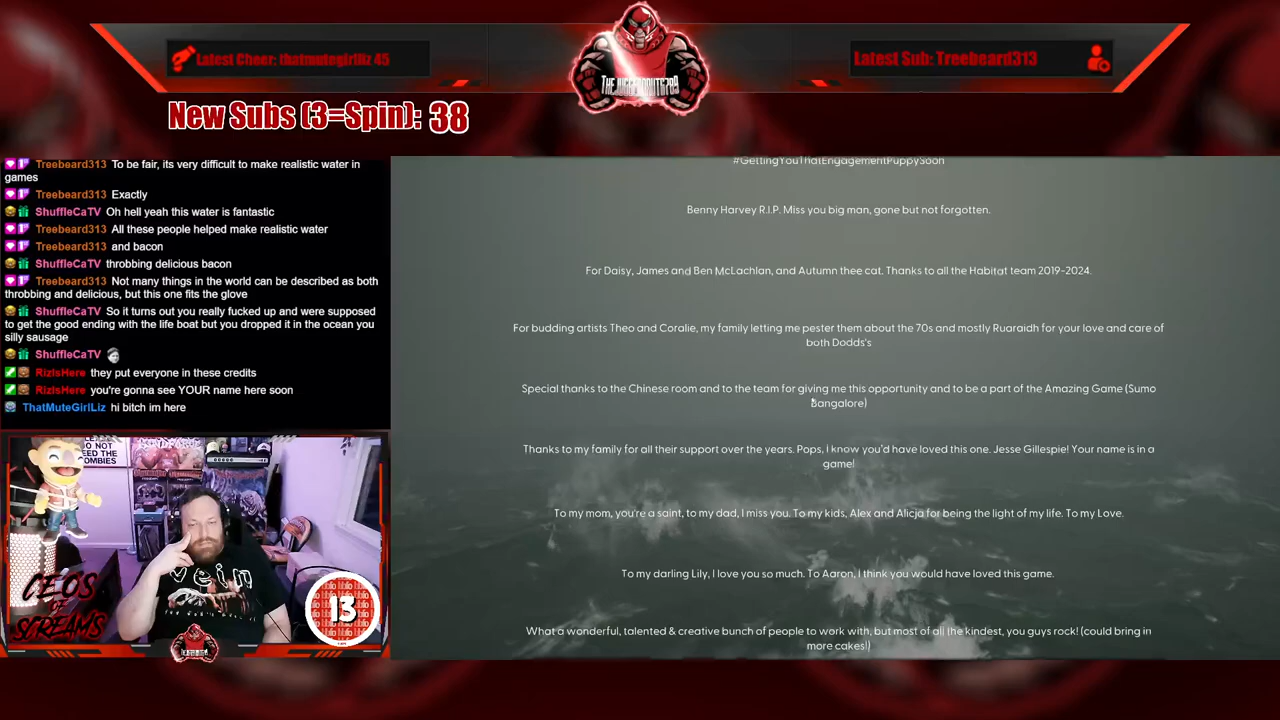 Latest Cheer: thatmutegirlliz 45
THEJUGGERNAUT6789
Latest Sub: Treebeard313
New Subs (3=Spin): 38
Treebeard313 To be fair, its very difficult to make realistic water in
games
Treebeard313 Exactly
ShuffleCaTV Oh hell yeah this water is fantastic
Treebeard313 All these people helped make realistic water
Treebeard313 and bacon
ShuffleCaTV throbbing delicious bacon
Treebeard313 Not many things in the world can be described as both
throbbing and delicious, but this one fits the glove
ShuffleCaTV So it turns out you really fucked up and were supposed
to get the good ending with the life boat but you dropped it in the ocean you
silly sausage
ShuffleCaTV
RizIsHere they put everyone in these credits
RizIsHere you're gonna see YOUR name here soon
ThatMuteGirlLiz hi bitch im here
DO NOT
FEED THE
ZOMBIES
vein
CEOS
OF
SCREAMS
13
#GettingYouThatEngagementPuppySoon
Benny Harvey R.I.P. Miss you big man, gone but not forgotten.
For Daisy, James and Ben McLachlan, and Autumn thee cat. Thanks to all the Habitat team 2019-2024.
For budding artists Theo and Coralie, my family letting me pester them about the 70s and mostly Ruaraidh for your love and care of
both Dodds's
Special thanks to the Chinese room and to the team for giving me this opportunity and to be a part of the Amazing Game (Sumo
Bangalore)
Thanks to my family for all their support over the years. Pops, I know you'd have loved this one. Jesse Gillespie! Your name is in a
game!
To my mom, you're a saint, to my dad, I miss you. To my kids, Alex and Alicja for being the light of my life. To my Love.
To my darling Lily, I love you so much. To Aaron, I think you would have loved this game.
What a wonderful, talented & creative bunch of people to work with, but most of all the kindest, you guys rock! (could bring in
more cakes!)